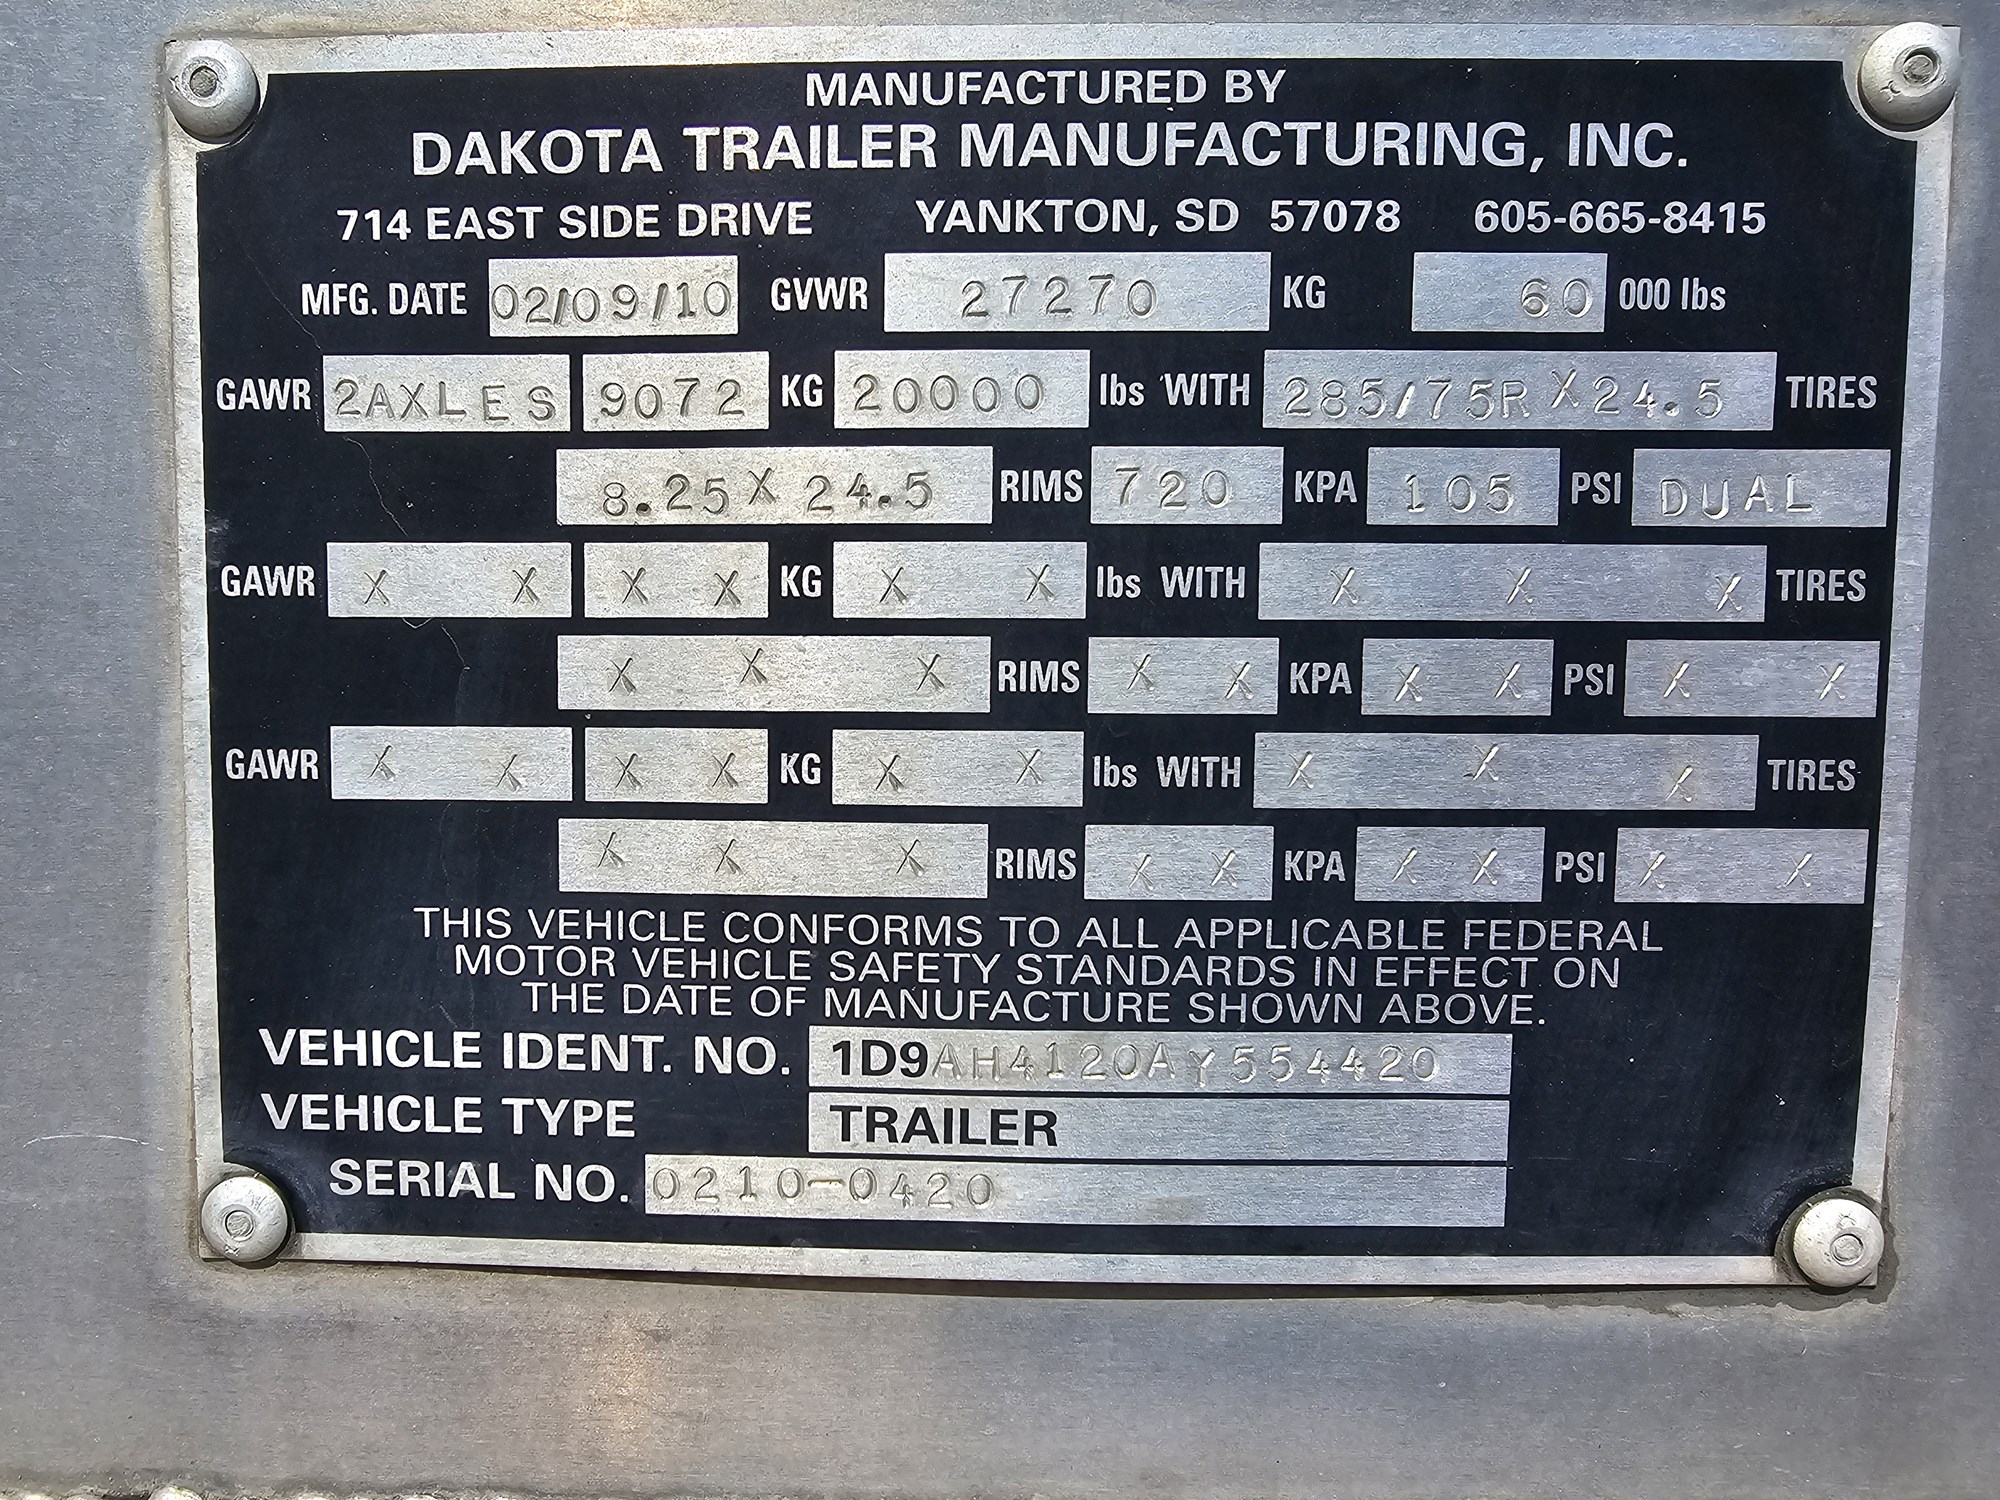 MANUFACTURED BY
DAKOTA TRAILER MANUFACTURING, INC.
714 EAST SIDE DRIVE YANKTON, SD 57078 605-665-8415
MFG. DATE 02/09/10 GVWR 27270 KG 60 000 lbs
GAWR 2AXLES 9072 KG 20000 lbs WITH 285/75R X 24.5 TIRES
8.25 X 24.5 RIMS 720 KPA 105 PSI DUAL
GAWR X X X X KG X X lbs WITH X X X TIRES
X X X RIMS X X KPA X X PSI X X
GAWR X X X X KG X X lbs WITH X X X TIRES
X X X RIMS X X KPA X X PSI X X
THIS VEHICLE CONFORMS TO ALL APPLICABLE FEDERAL
MOTOR VEHICLE SAFETY STANDARDS IN EFFECT ON
THE DATE OF MANUFACTURE SHOWN ABOVE.
VEHICLE IDENT. NO. 1D9AH4120AY554420
VEHICLE TYPE TRAILER
SERIAL NO. 0210-0420